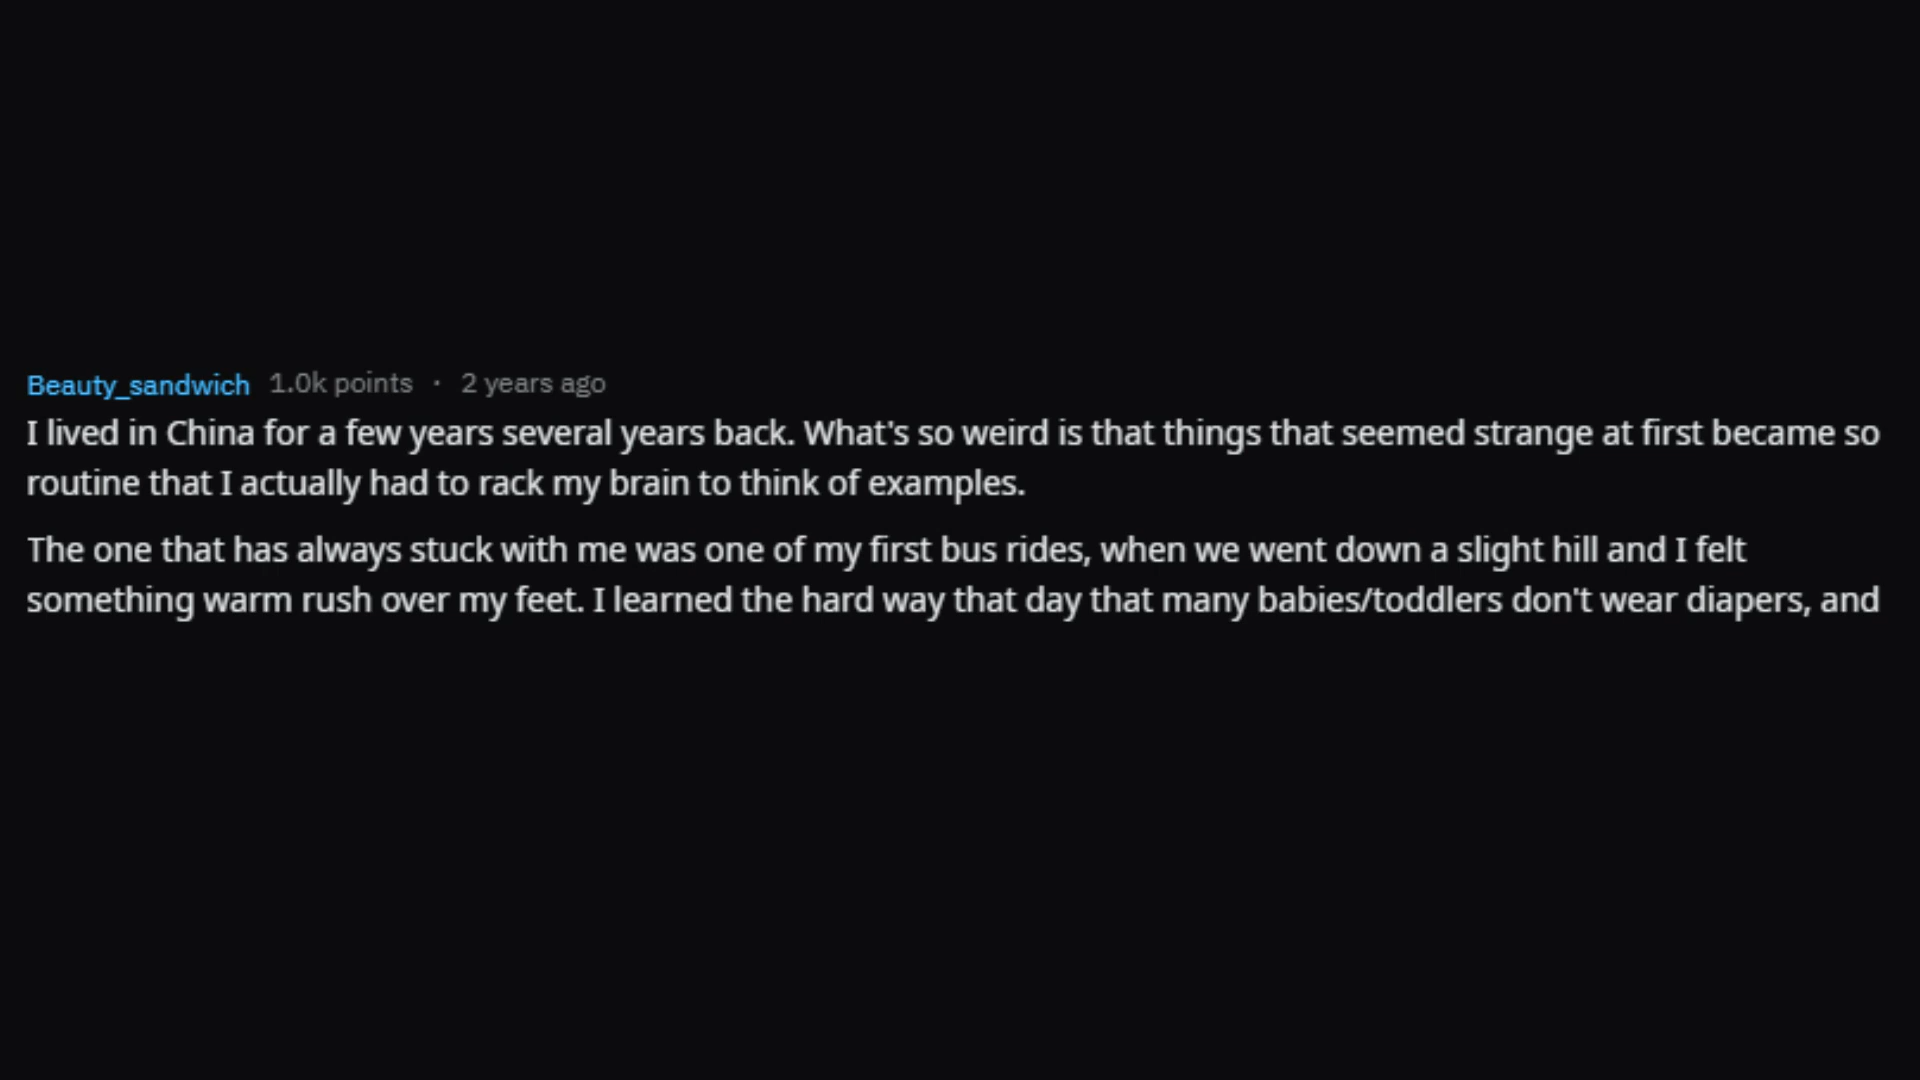 Beauty_sandwich 1.0k points · 2 years ago
I lived in China for a few years several years back. What's so weird is that things that seemed strange at first became so
routine that I actually had to rack my brain to think of examples.
The one that has always stuck with me was one of my first bus rides, when we went down a slight hill and I felt
something warm rush over my feet. I learned the hard way that day that many babies/toddlers don't wear diapers, and